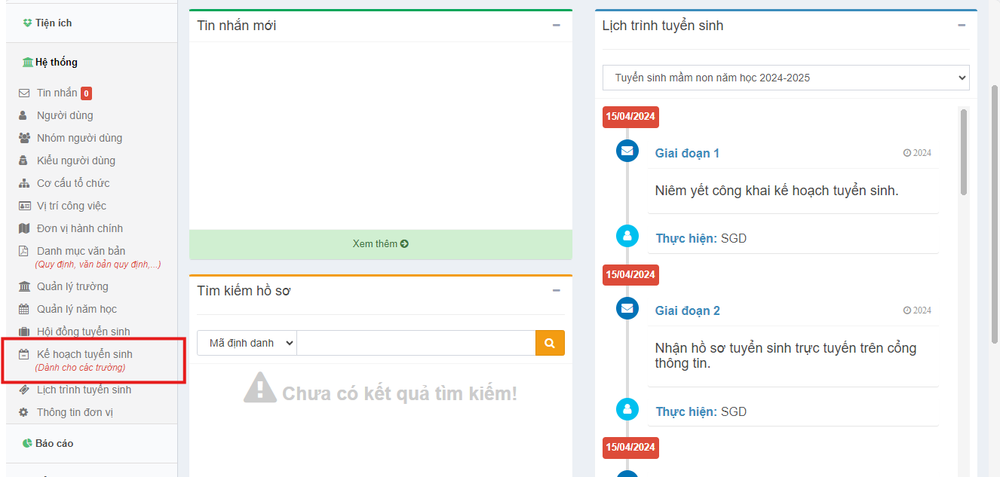 Tiện ích
Hệ thống
Tin nhắn 0
Người dùng
Nhóm người dùng
Kiểu người dùng
Cơ cấu tổ chức
Vị trí công việc
Đơn vị hành chính
Danh mục văn bản
(Quy định, văn bản quy định,...)
Quản lý trường
Quản lý năm học
Hội đồng tuyển sinh
Kế hoạch tuyển sinh
(Dành cho các trường)
Lịch trình tuyển sinh
Thông tin đơn vị
Báo cáo
Tin nhắn mới
Xem thêm
Tìm kiếm hồ sơ
Mã định danh
Chưa có kết quả tìm kiếm!
Lịch trình tuyển sinh
Tuyển sinh mầm non năm học 2024-2025
15/04/2024
Giai đoạn 1 2024
Niêm yết công khai kế hoạch tuyển sinh.
Thực hiện: SGD
15/04/2024
Giai đoạn 2 2024
Nhận hồ sơ tuyển sinh trực tuyến trên cổng
thông tin.
Thực hiện: SGD
15/04/2024